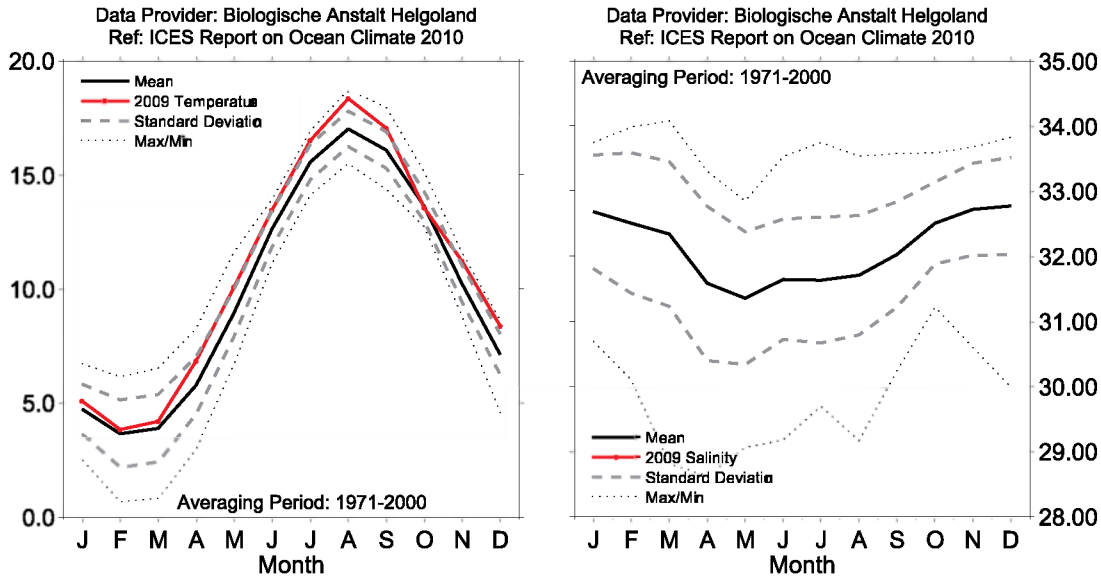 Data Provider: Biologische Anstalt Helgoland
Ref: ICES Report on Ocean Climate 2010
20.0
15.0
10.0
5.0
0.0
Mean
2009 Temperatue
Standard Deviatio
Max/Min
Averaging Period: 1971-2000
J F M A M J J A S O N D
Month
Data Provider: Biologische Anstalt Helgoland
Ref: ICES Report on Ocean Climate 2010
Averaging Period: 1971-2000
35.00
34.00
33.00
32.00
31.00
30.00
29.00
28.00
Mean
2009 Salinity
Standard Deviatio
Max/Min
J F M A M J J A S O N D
Month